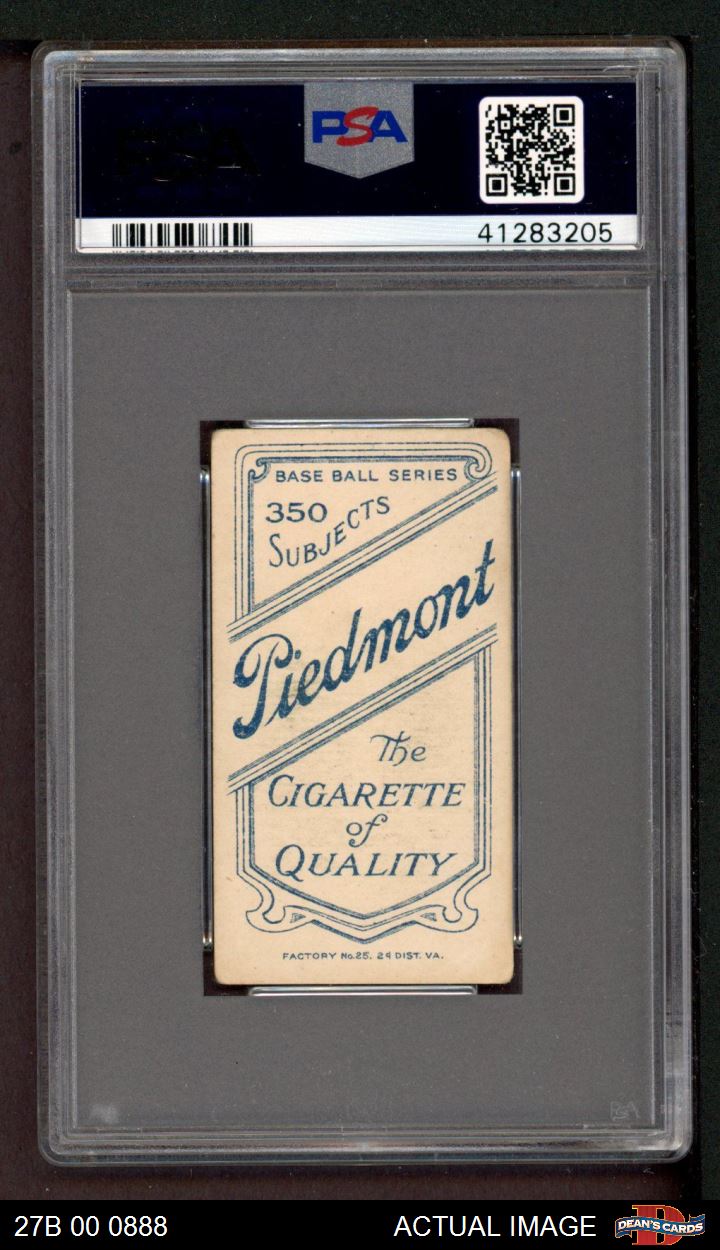 PSA
41283205
BASE BALL SERIES
350
SUBJECTS
Piedmont
The
CIGARETTE
of
QUALITY
FACTORY No.25. 2d DIST. VA.
PSA
27B 00 0888 ACTUAL IMAGE DEAN'S CARDS